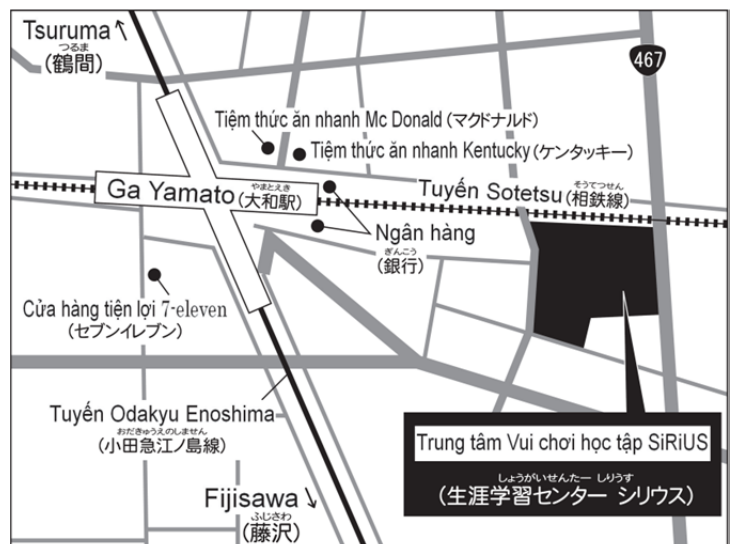 Tsuruma↑
つるま
(鶴間)
467
Tiệm thức ăn nhanh Mc Donald (マクドナルド)
Tiệm thức ăn nhanh Kentucky (ケンタッキー)
やまとえき
Ga Yamato (大和駅)
そうてつせん
Tuyến Sotetsu (相鉄線)
Ngân hàng
ぎんこう
(銀行)
Cửa hàng tiện lợi 7-eleven
(セブンイレブン)
Tuyến Odakyu Enoshima
おだきゅうえのしません
(小田急江ノ島線)
Trung tâm Vui chơi học tập SiRiUS
しょうがいせんたー しりうす
(生涯学習センター シリウス)
Fijisawa↘
ふじさわ
(藤沢)